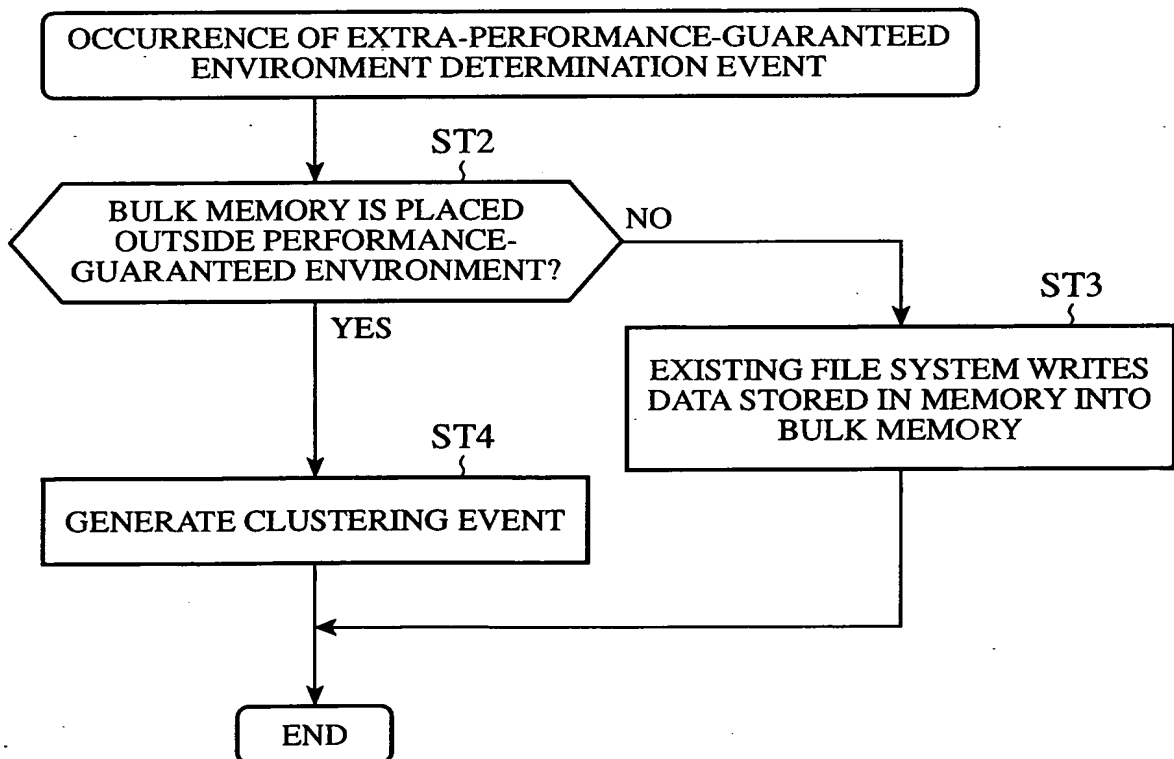 OCCURRENCE OF EXTRA-PERFORMANCE-GUARANTEED
ENVIRONMENT DETERMINATION EVENT
ST2
BULK MEMORY IS PLACED
OUTSIDE PERFORMANCE-
GUARANTEED ENVIRONMENT?
NO
YES
ST3
EXISTING FILE SYSTEM WRITES
DATA STORED IN MEMORY INTO
BULK MEMORY
ST4
GENERATE CLUSTERING EVENT
END